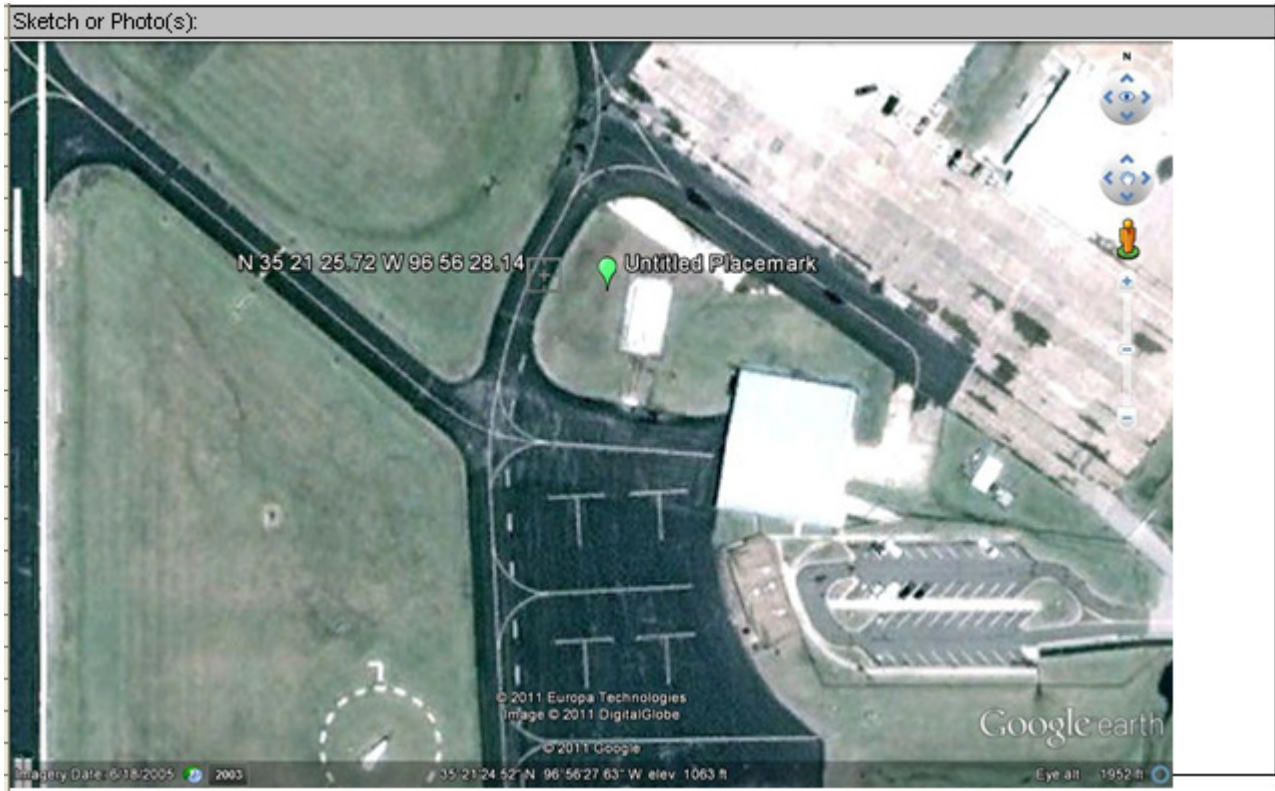 Sketch or Photo(s):
N
N 35 21 25.72 W 96 56 28.14
Untitled Placemark
© 2011 Europa Technologies
Image © 2011 DigitalGlobe
© 2011 Google
Google earth
Imagery Date: 6/18/2005 2003 35°21'24.52" N 96°56'27.63" W elev 1063 ft Eye alt 1952 ft